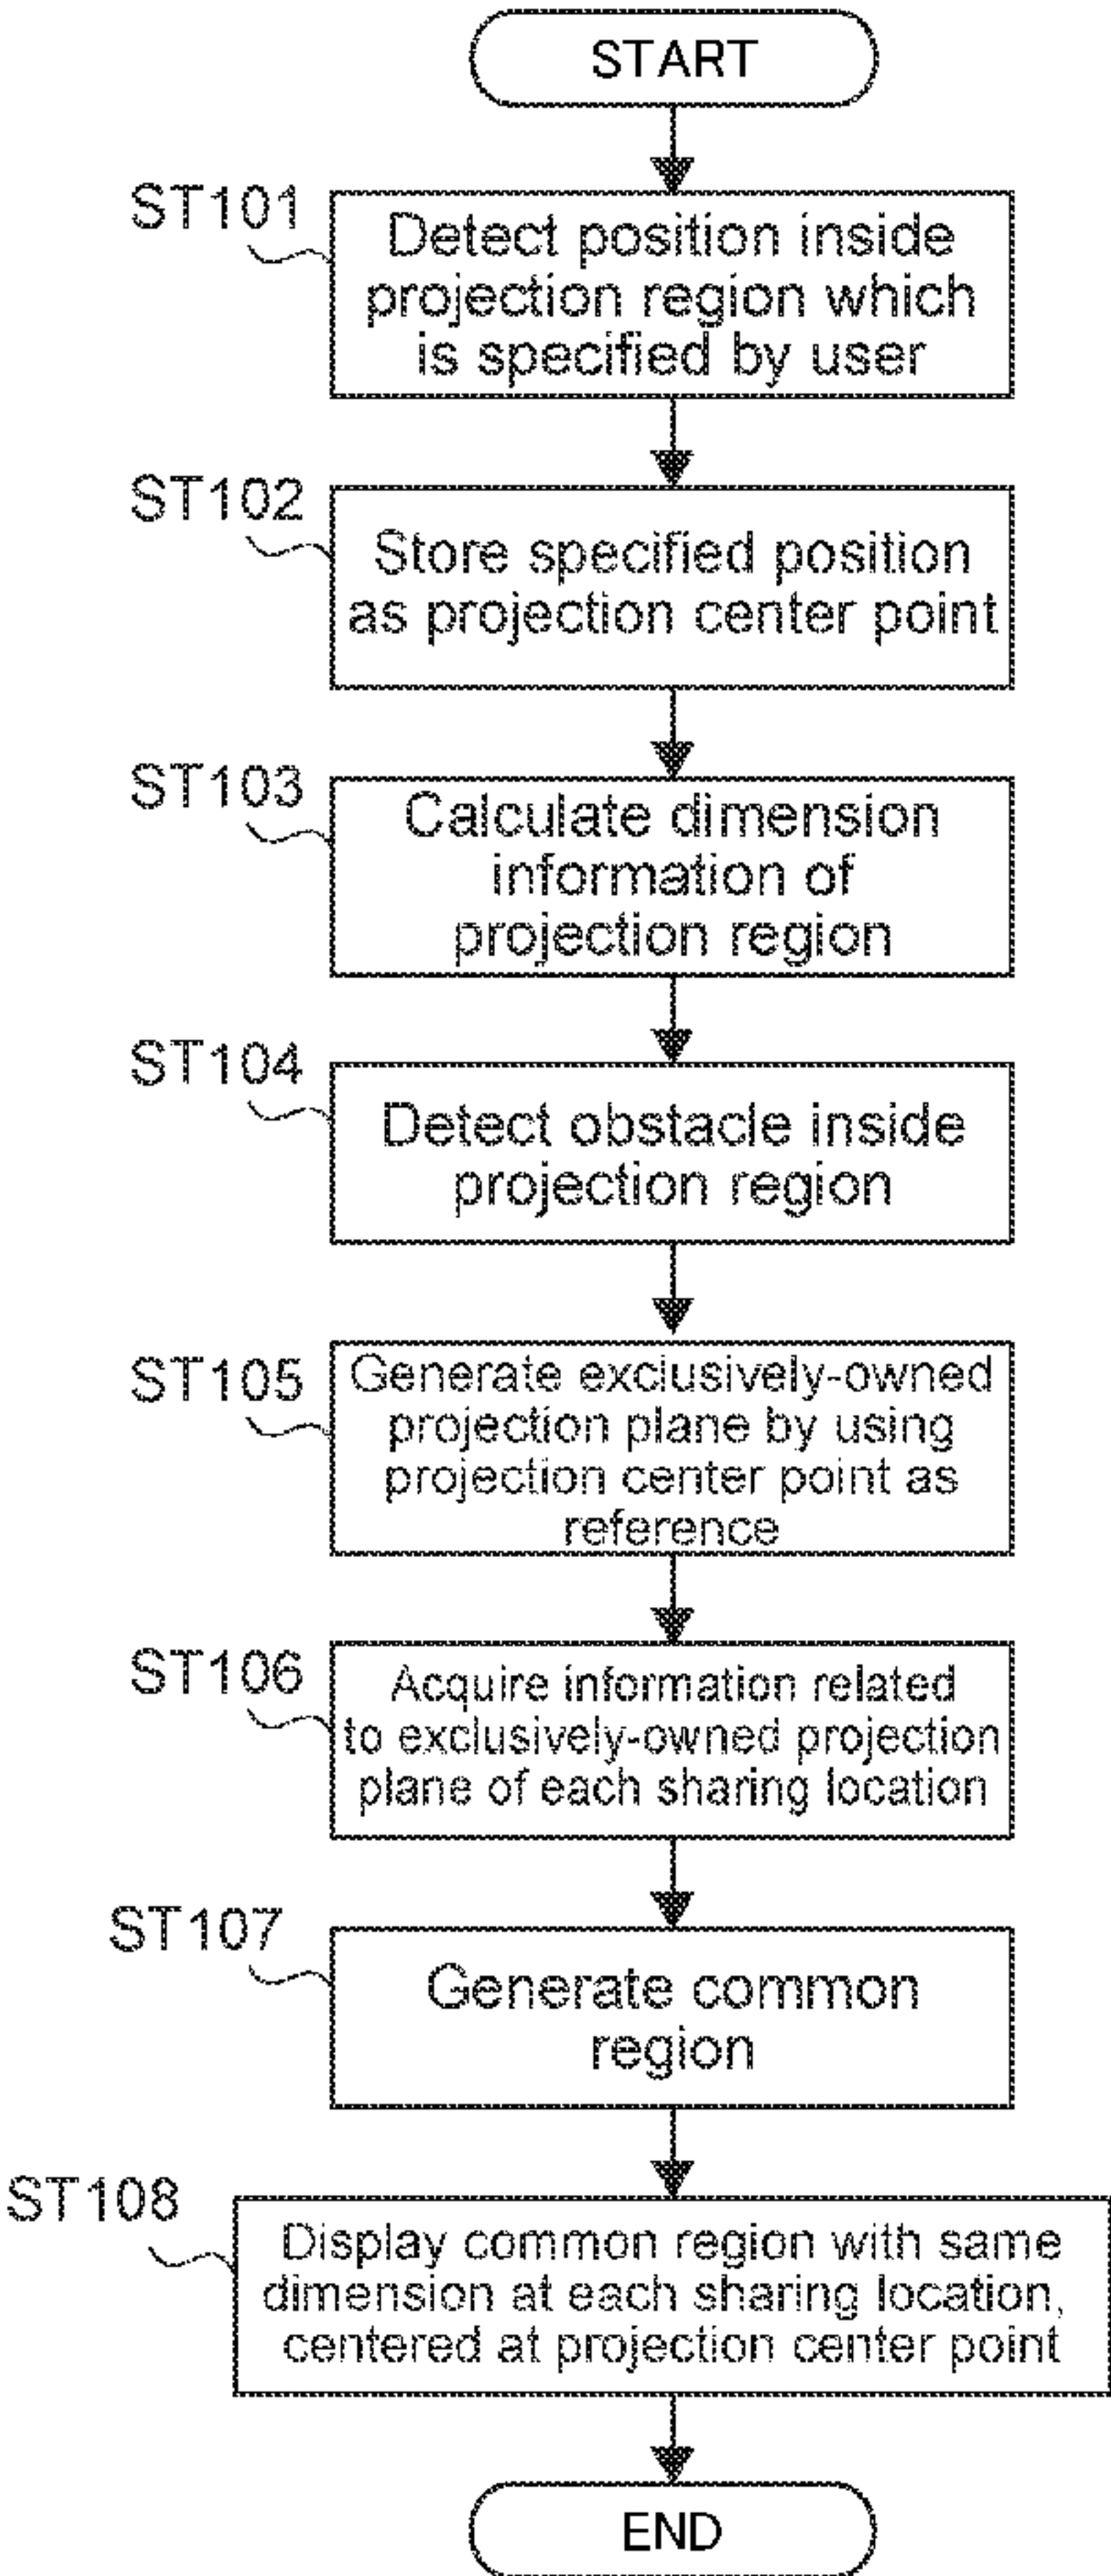 START
ST101
Detect position inside
projection region which
is specified by user
ST102
Store specified position
as projection center point
ST103
Calculate dimension
information of
projection region
ST104
Detect obstacle inside
projection region
ST105
Generate exclusively-owned
projection plane by using
projection center point as
reference
ST106
Acquire information related
to exclusively-owned projection
plane of each sharing location
ST107
Generate common
region
ST108
Display common region with same
dimension at each sharing location,
centered at projection center point
END